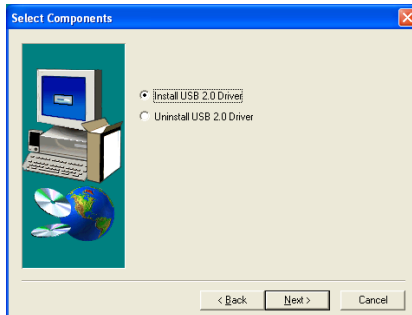 Select Components
Install USB 2.0 Driver
Uninstall USB 2.0 Driver
< Back
Next >
Cancel